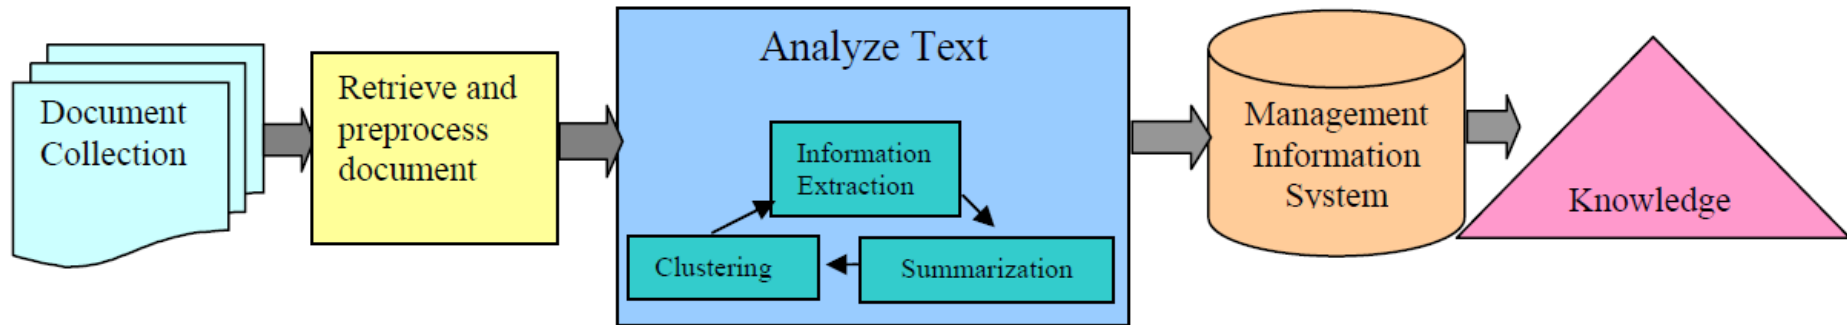 Document
Collection
Retrieve and
preprocess
document
Analyze Text
Information
Extraction
Clustering
Summarization
Management
Information
System
Knowledge